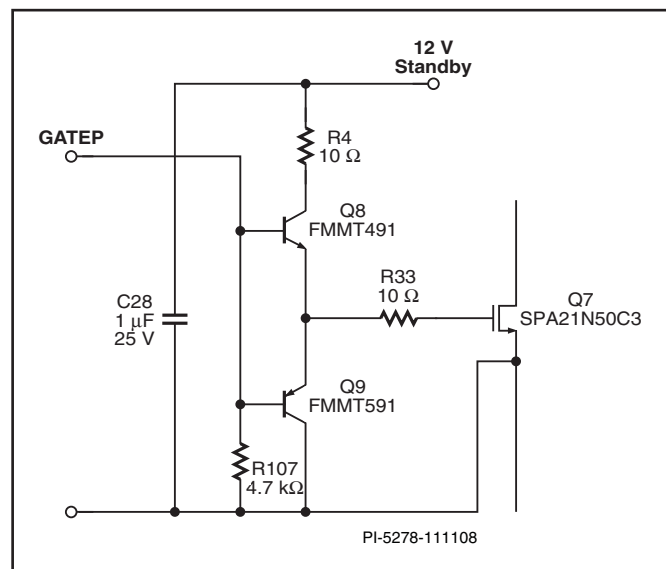 12 V
Standby
GATEP
R4
10 Ω
Q8
FMMT491
R33
10 Ω
Q7
SPA21N50C3
C28
1 μF
25 V
Q9
FMMT591
R107
4.7 kΩ
PI-5278-111108